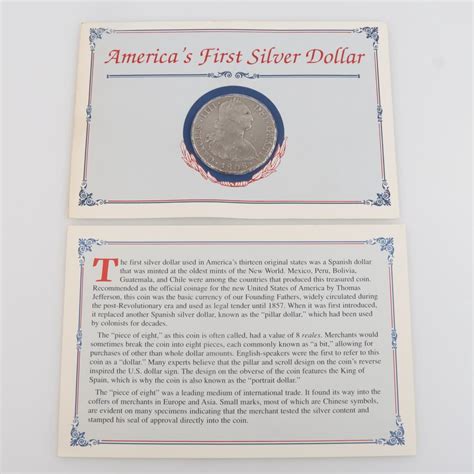 America's First Silver Dollar
The first silver dollar used in America's thirteen original states was a Spanish dollar
that was minted at the oldest mints of the New World. Mexico, Peru, Bolivia,
Guatemala, and Chile were among the countries that produced this treasured coin.
Recommended as the official coinage for the new United States of America by Thomas
Jefferson, this coin was the basic currency of our Founding Fathers, widely circulated during
the post-Revolutionary era and used as legal tender until 1857. When it was first introduced,
it replaced another Spanish silver dollar, known as the "pillar dollar," which had been used
by colonists for decades.
The "piece of eight," as this coin is often called, had a value of 8 reales. Merchants would
sometimes break the coin into eight pieces, each commonly known as "a bit," allowing for
purchases of other than whole dollar amounts. English-speakers were the first to refer to this
coin as a "dollar." Many experts believe that the pillar and scroll design on the coin's reverse
inspired the U.S. dollar sign. The design on the obverse of the coin features the King of
Spain, which is why the coin is also known as the "portrait dollar."
The "piece of eight" was a leading medium of international trade. It found its way into the
coffers of merchants in Europe and Asia. Small marks, most of which are Chinese symbols,
are evident on many specimens indicating that the merchant tested the silver content and
stamped his seal of approval directly into the coin.